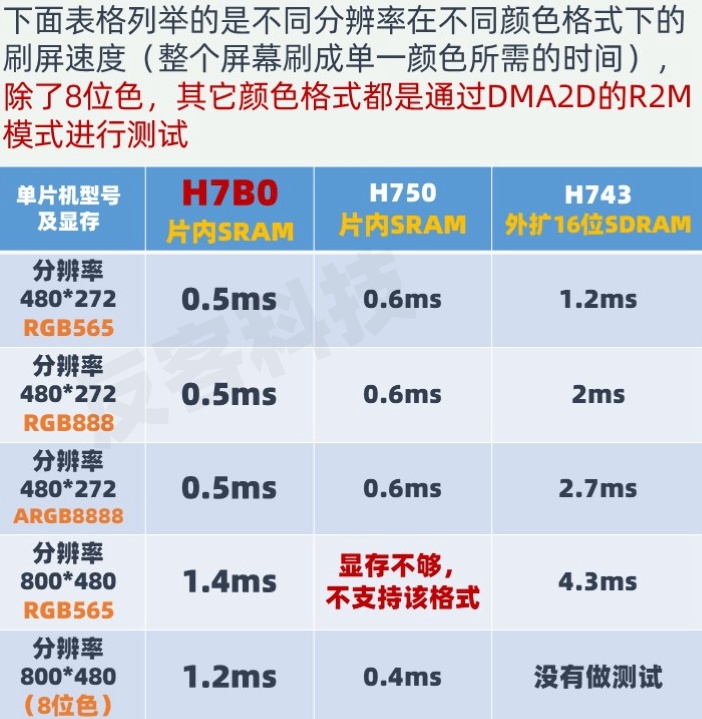 下面表格列举的是不同分辨率在不同颜色格式下的
刷屏速度（整个屏幕刷成单一颜色所需的时间），
除了8位色，其它颜色格式都是通过DMA2D的R2M
模式进行测试
单片机型号
及显存
H7B0
片内SRAM
H750
片内SRAM
H743
外扩16位SDRAM
分辨率
480*272
RGB565
0.5ms
0.6ms
1.2ms
分辨率
480*272
RGB888
0.5ms
0.6ms
2ms
分辨率
480*272
ARGB8888
0.5ms
0.6ms
2.7ms
分辨率
800*480
RGB565
1.4ms
显存不够，
不支持该格式
4.3ms
分辨率
800*480
（8位色）
1.2ms
0.4ms
没有做测试
反客科技